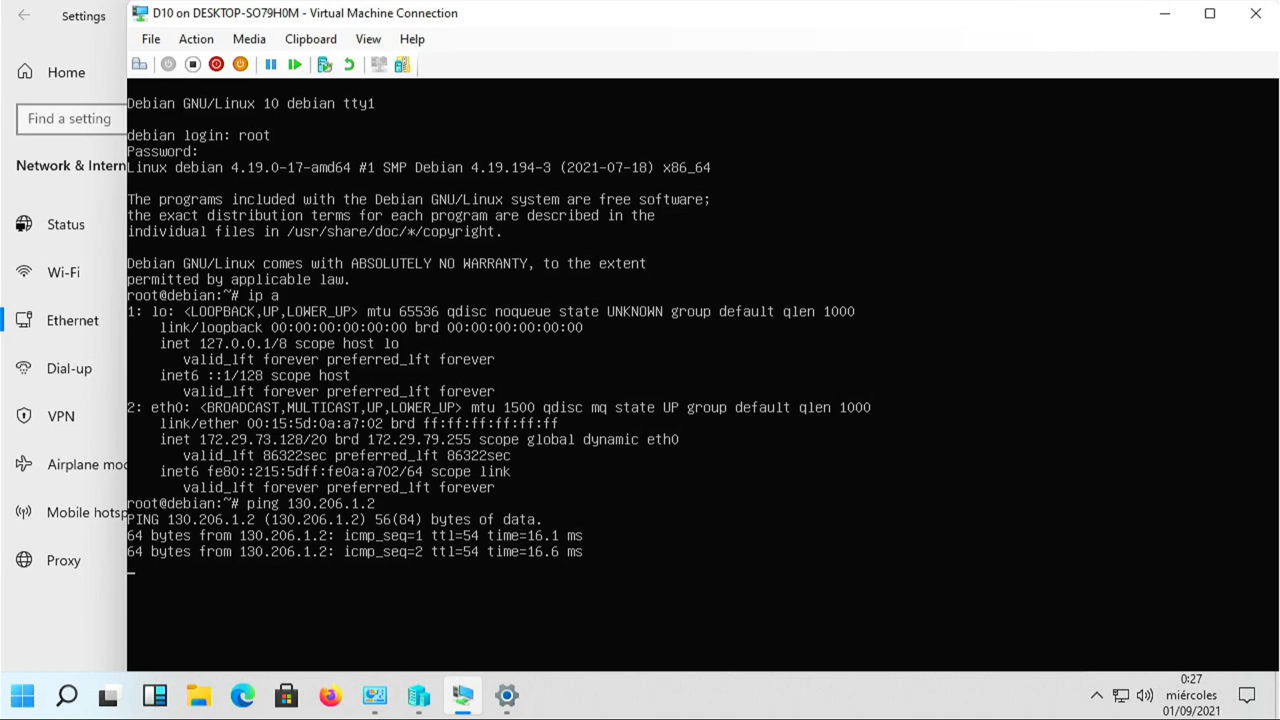 Settings
Home
Find a setting
Network & Intern
Status
Wi-Fi
Ethernet
Dial-up
VPN
Airplane mo
Mobile hots
Proxy
D10 on DESKTOP-SO79H0M - Virtual Machine Connection
File Action Media Clipboard View Help
Debian GNU/Linux 10 debian tty1
debian login: root
Password:
Linux debian 4.19.0-17-amd64 #1 SMP Debian 4.19.194-3 (2021-07-18) x86_64
The programs included with the Debian GNU/Linux system are free software;
the exact distribution terms for each program are described in the
individual files in /usr/share/doc/*/copyright.
Debian GNU/Linux comes with ABSOLUTELY NO WARRANTY, to the extent
permitted by applicable law.
root@debian:~# ip a
1: lo: <LOOPBACK,UP,LOWER_UP> mtu 65536 qdisc noqueue state UNKNOWN group default qlen 1000
link/loopback 00:00:00:00:00:00 brd 00:00:00:00:00:00
inet 127.0.0.1/8 scope host lo
valid_lft forever preferred_lft forever
inet6 ::1/128 scope host
valid_lft forever preferred_lft forever
2: eth0: <BROADCAST,MULTICAST,UP,LOWER_UP> mtu 1500 qdisc mq state UP group default qlen 1000
link/ether 00:15:5d:0a:a7:02 brd ff:ff:ff:ff:ff:ff
inet 172.29.73.128/20 brd 172.29.79.255 scope global dynamic eth0
valid_lft 86322sec preferred_lft 86322sec
inet6 fe80::215:5dff:fe0a:a702/64 scope link
valid_lft forever preferred_lft forever
root@debian:~# ping 130.206.1.2
PING 130.206.1.2 (130.206.1.2) 56(84) bytes of data.
64 bytes from 130.206.1.2: icmp_seq=1 ttl=54 time=16.1 ms
64 bytes from 130.206.1.2: icmp_seq=2 ttl=54 time=16.6 ms
0:27
miércoles
01/09/2021